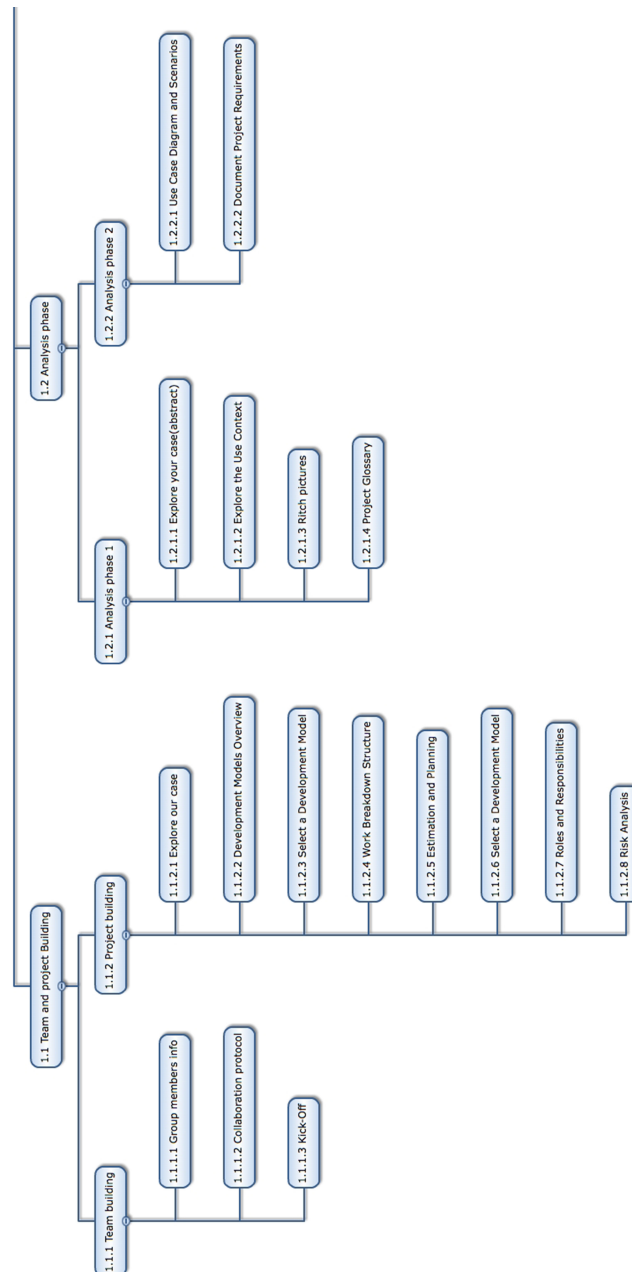 1.1 Team and project Building
1.1.1 Team building
1.1.1.1 Group members info
1.1.1.2 Collaboration protocol
1.1.1.3 Kick-Off
1.1.2 Project building
1.1.2.1 Explore our case
1.1.2.2 Development Models Overview
1.1.2.3 Select a Development Model
1.1.2.4 Work Breakdown Structure
1.1.2.5 Estimation and Planning
1.1.2.6 Select a Development Model
1.1.2.7 Roles and Responsibilities
1.1.2.8 Risk Analysis
1.2 Analysis phase
1.2.1 Analysis phase 1
1.2.1.1 Explore your case(abstract)
1.2.1.2 Explore the Use Context
1.2.1.3 Ritch pictures
1.2.1.4 Project Glossary
1.2.2 Analysis phase 2
1.2.2.1 Use Case Diagram and Scenarios
1.2.2.2 Document Project Requirements